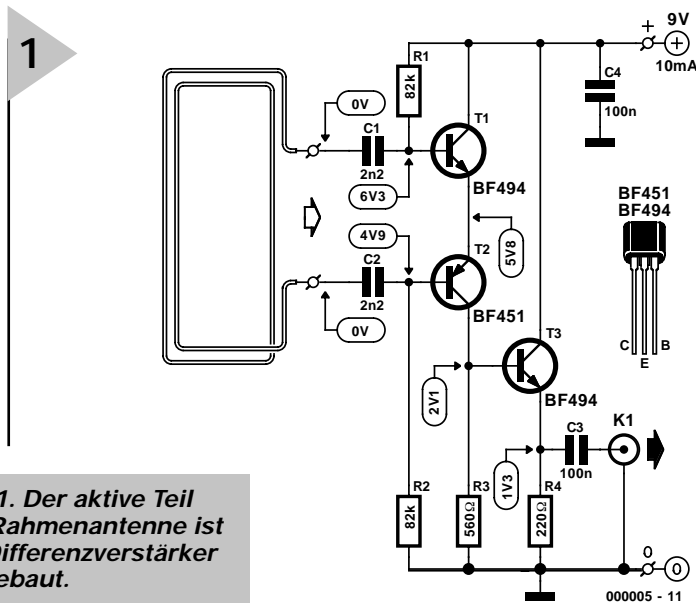 1
9V
+
10mA
R1
82k
C4
100n
0V
C1
2n2
T1
BF494
6V3
BF451
BF494
4V9
5V8
C2
2n2
T2
BF451
0V
C
E
B
T3
BF494
2V1
K1
C3
100n
1V3
R2
82k
R3
560Ω
R4
220Ω
0
0
000005 - 11
1. Der aktive Teil
Rahmenantenne ist
ifferenzverstärker
ebaut.